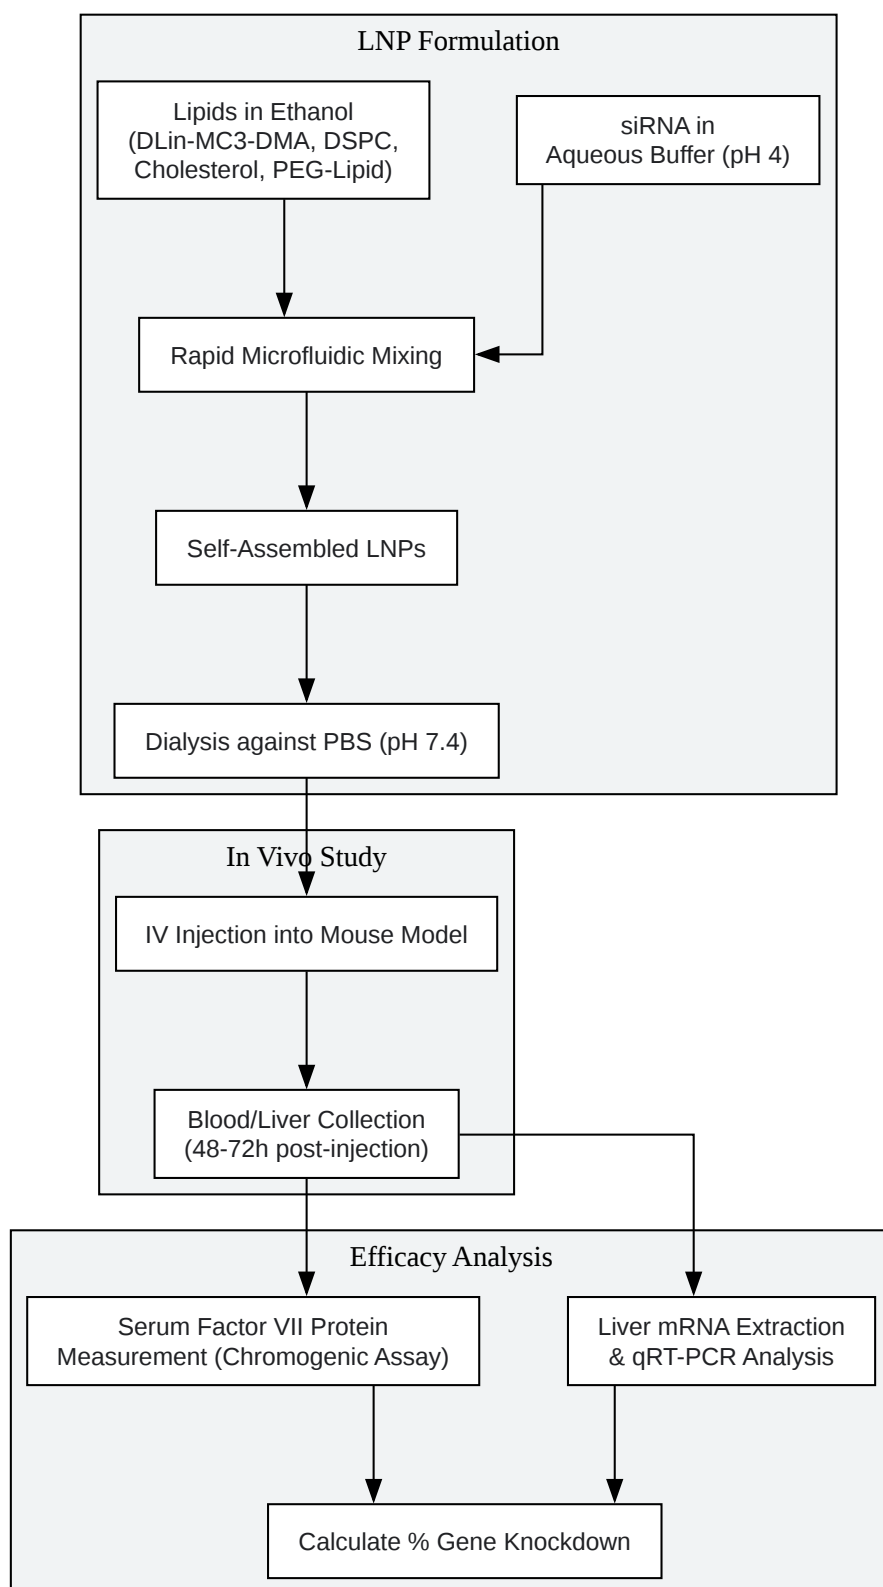 LNP Formulation
Lipids in Ethanol
(DLin-MC3-DMA, DSPC,
Cholesterol, PEG-Lipid)
siRNA in
Aqueous Buffer (pH 4)
Rapid Microfluidic Mixing
Self-Assembled LNPs
Dialysis against PBS (pH 7.4)
In Vivo Study
IV Injection into Mouse Model
Blood/Liver Collection
(48-72h post-injection)
Efficacy Analysis
Serum Factor VII Protein
Measurement (Chromogenic Assay)
Liver mRNA Extraction
& qRT-PCR Analysis
Calculate % Gene Knockdown